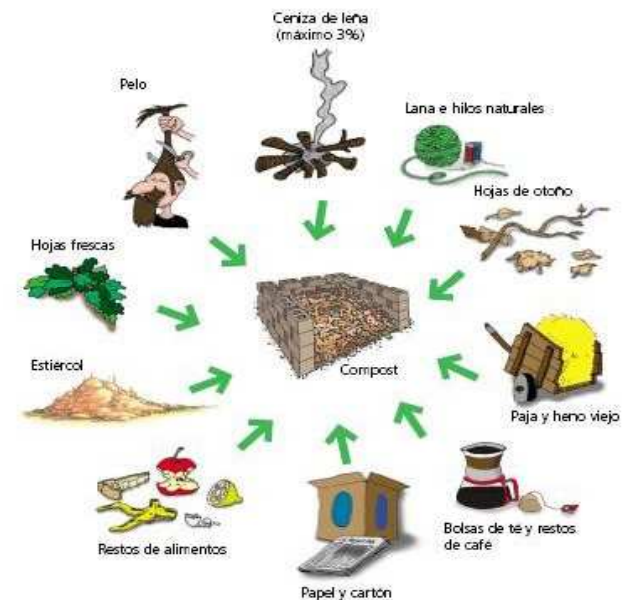 Ceniza de leña
(máximo 3%)
Pelo
Lana e hilos naturales
Hojas de otoño
Hojas frescas
Compost
Estiércol
Paja y heno viejo
Restos de alimentos
Bolsas de té y restos
de café
Papel y cartón